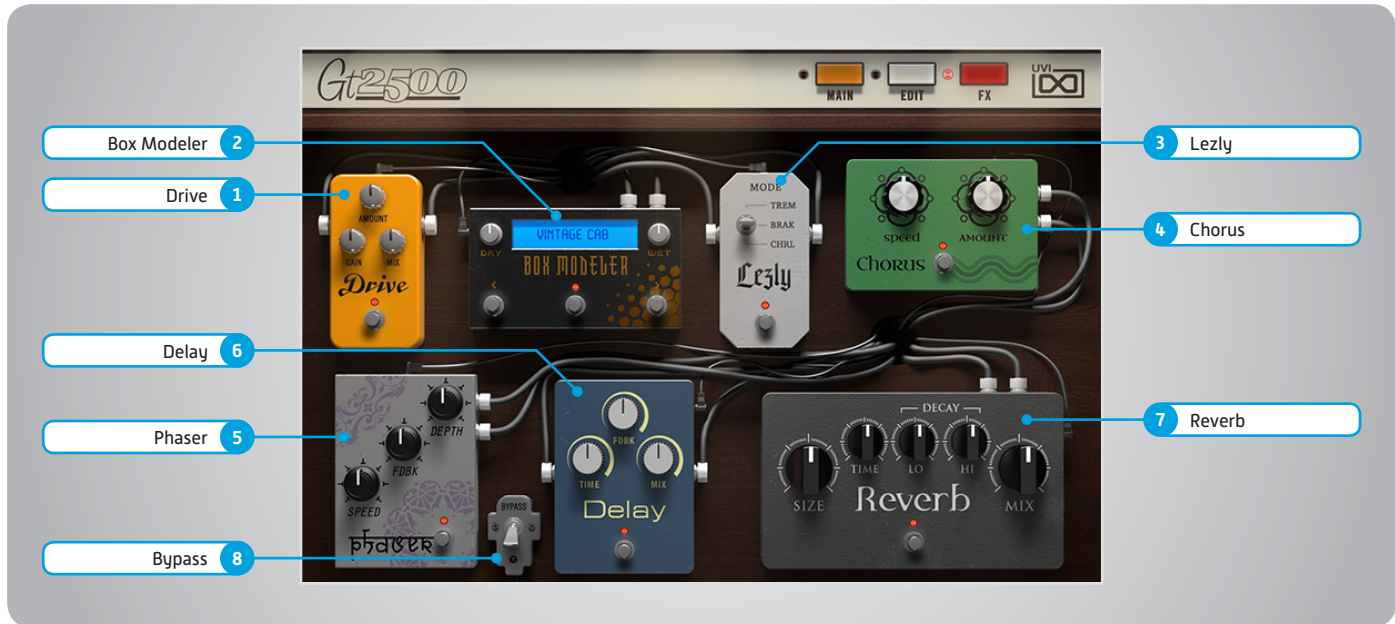 Gt2500
MAIN
EDIT
FX
UVI
Box Modeler 2
Drive 1
3 Lezly
4 Chorus
AMOUNT
GAIN MIX
Drive
VINTAGE CAB
DRY WET
BOX MODELER
< >
MODE
TREM
BRAK
CHRL
Lezly
speed AMOUNT
Chorus
Delay 6
Phaser 5
Bypass 8
7 Reverb
DEPTH
FDBK
SPEED
phaser
BYPASS
FDBK
TIME MIX
Delay
DECAY
TIME LO HI
SIZE MIX
Reverb